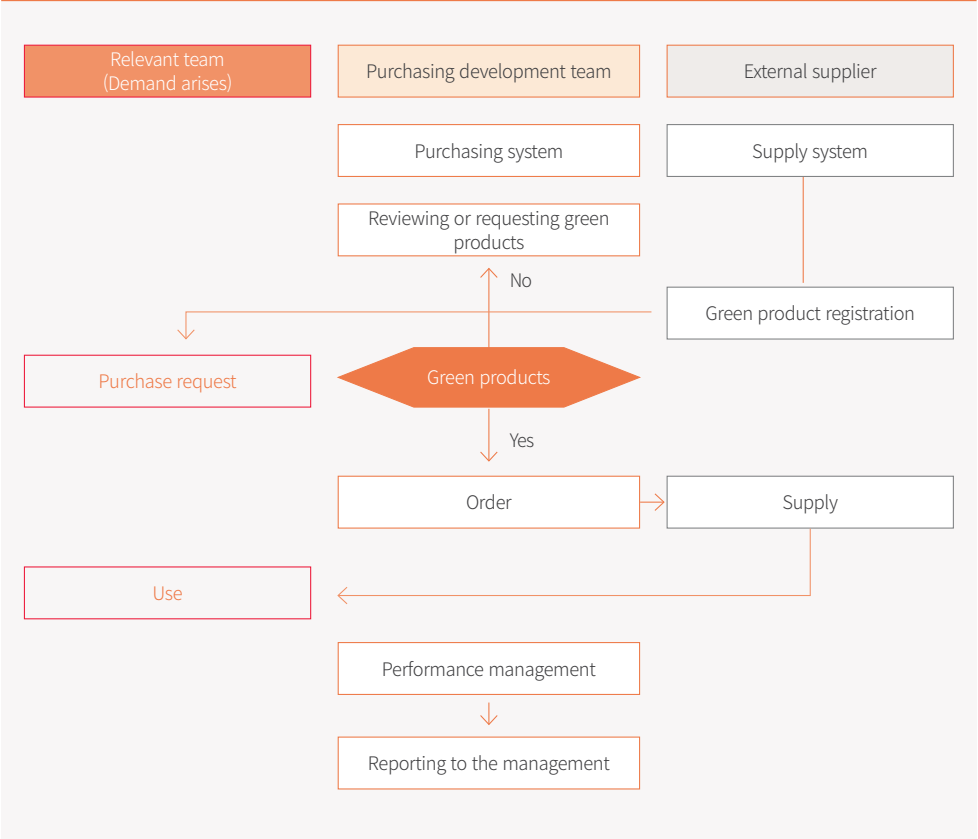 Relevant team
(Demand arises)
Purchasing development team
External supplier
Purchasing system
Supply system
Reviewing or requesting green
products
No
Green product registration
Purchase request
Green products
Yes
Order
Supply
Use
Performance management
Reporting to the management